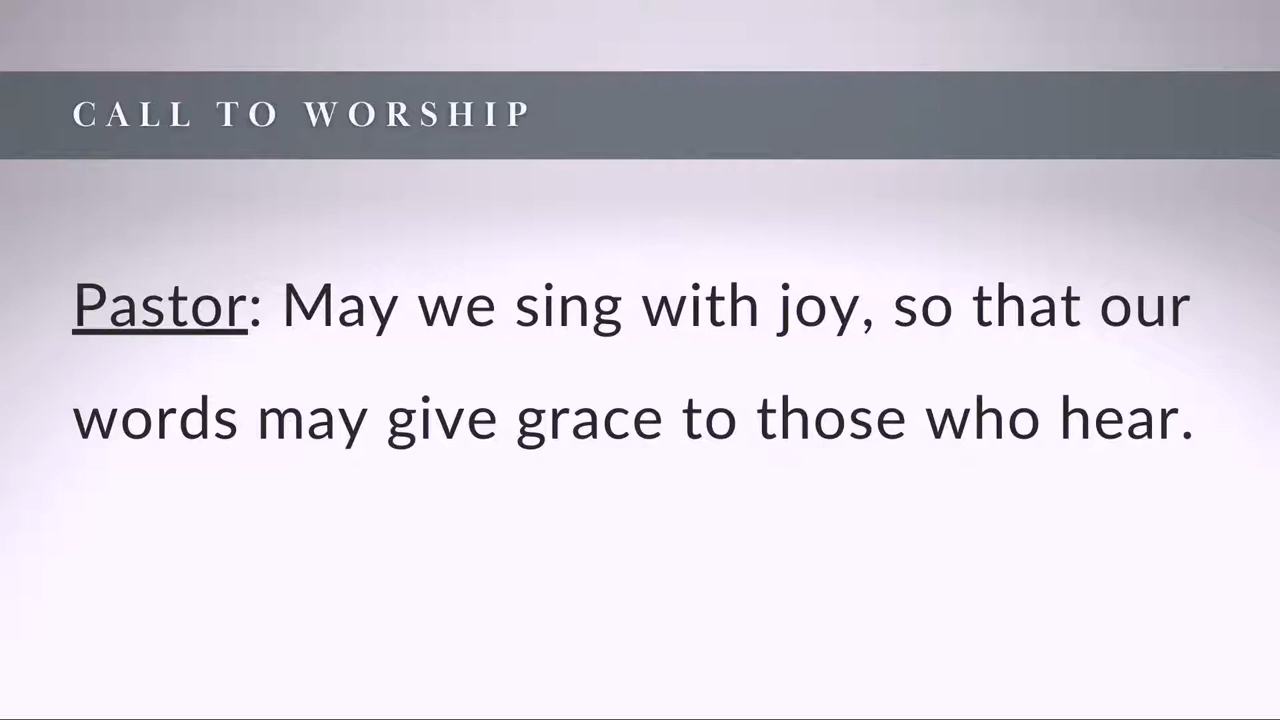 CALL TO WORSHIP
Pastor: May we sing with joy, so that our
words may give grace to those who hear.